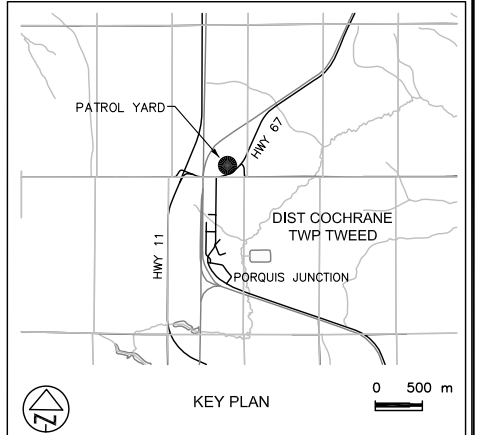 PATROL YARD
HWY 67
DIST COCHRANE
TWP TWEED
HWY 11
PORQUIS JUNCTION
N
KEY PLAN
0 500 m